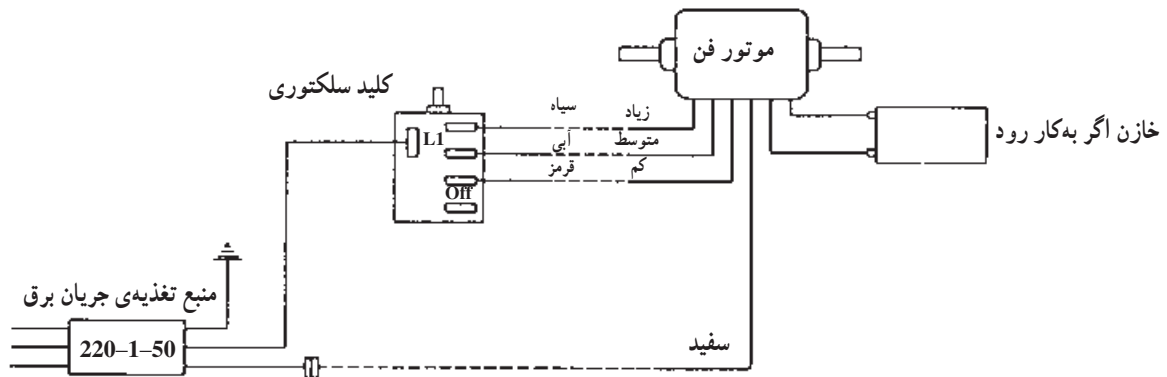 موتور فن
کلید سلکتوری
سیاه
زیاد
خازن اگر به‌کار رود
L1
آبی
متوسط
قرمز
کم
Off
منبع تغذیه‌ی جریان برق
220–1–50
سفید